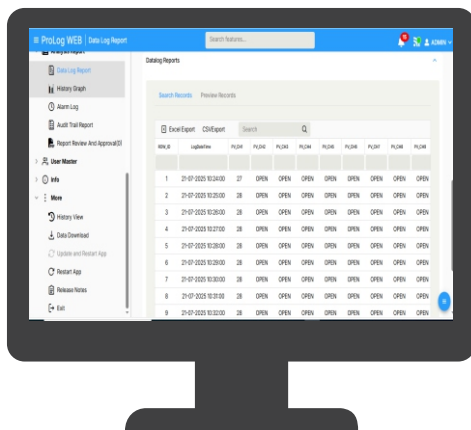 ≡ ProLog WEB | Data Log Report Search features... ADMIN
Analysis Report
Data Log Report
History Graph
Alarm Log
Audit Trail Report
Report Review And Approval(0)
User Master
Info
More
History View
Data Download
Update and Restart App
Restart App
Release Notes
Exit
Datalog Reports
Search Records Preview Records
Excel Export CSVExport Search
ROW_ID LogDateTime PV_CH1 PV_CH2 PV_CH3 PV_CH4 PV_CH5 PV_CH6 PV_CH7 PV_CH8
1 21-07-2025 10:24:00 27 OPEN OPEN OPEN OPEN OPEN OPEN OPEN OPEN
2 21-07-2025 10:25:00 28 OPEN OPEN OPEN OPEN OPEN OPEN OPEN OPEN
3 21-07-2025 10:26:00 28 OPEN OPEN OPEN OPEN OPEN OPEN OPEN OPEN
4 21-07-2025 10:27:00 28 OPEN OPEN OPEN OPEN OPEN OPEN OPEN OPEN
5 21-07-2025 10:28:00 28 OPEN OPEN OPEN OPEN OPEN OPEN OPEN OPEN
6 21-07-2025 10:29:00 28 OPEN OPEN OPEN OPEN OPEN OPEN OPEN OPEN
7 21-07-2025 10:30:00 28 OPEN OPEN OPEN OPEN OPEN OPEN OPEN OPEN
8 21-07-2025 10:31:00 28 OPEN OPEN OPEN OPEN OPEN OPEN OPEN OPEN
9 21-07-2025 10:32:00 28 OPEN OPEN OPEN OPEN OPEN OPEN OPEN OPEN